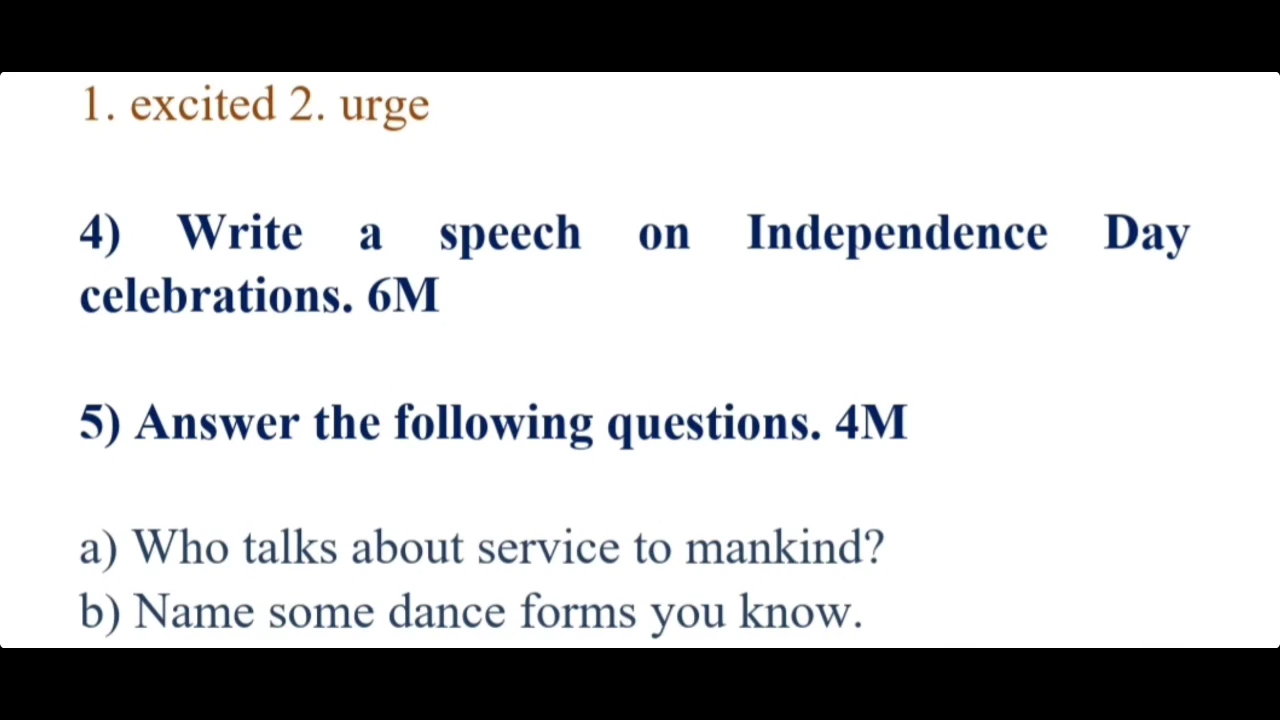 1. excited 2. urge
4) Write a speech on Independence Day
celebrations. 6M
5) Answer the following questions. 4M
a) Who talks about service to mankind?
b) Name some dance forms you know.